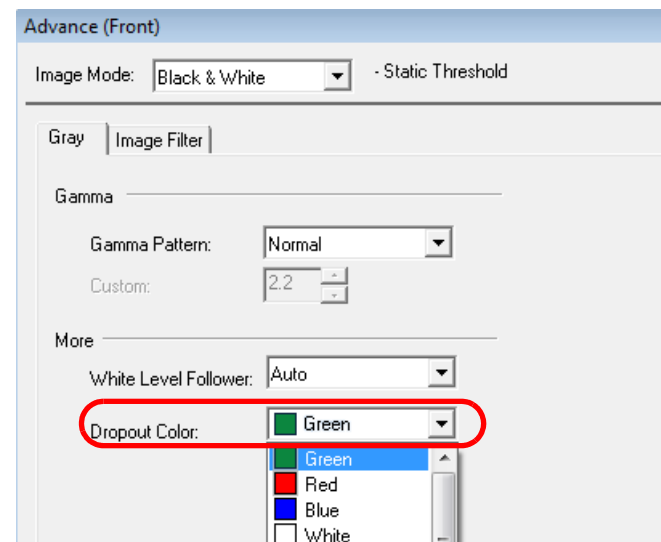 Advance (Front)
Image Mode: Black & White - Static Threshold
Gray Image Filter
Gamma
Gamma Pattern: Normal
Custom: 2.2
More
White Level Follower: Auto
Dropout Color: Green
Green
Red
Blue
White